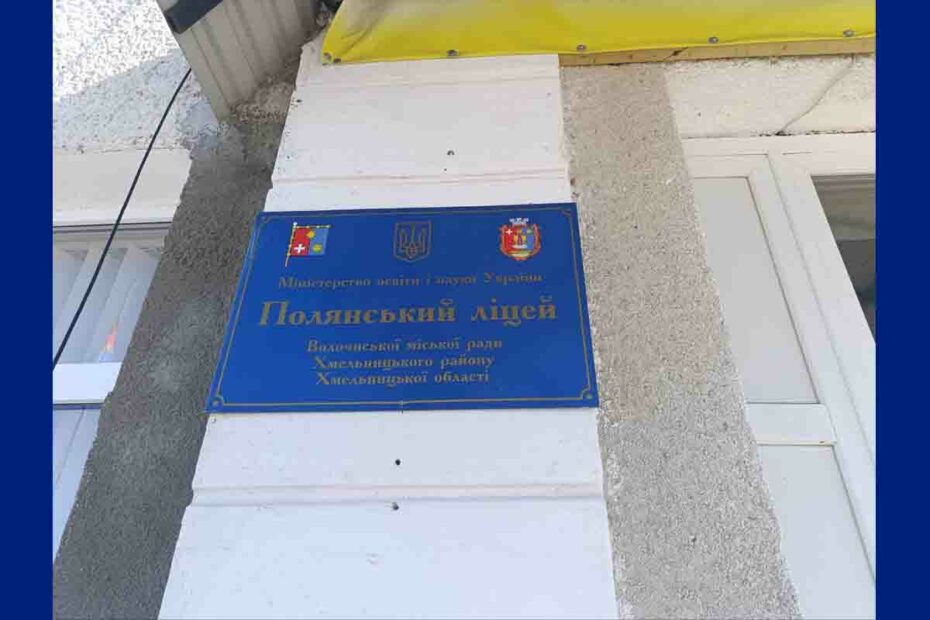 Міністерство освіти і науки України
Полянський ліцей
Волочиської міської ради
Хмельницького району
Хмельницької області